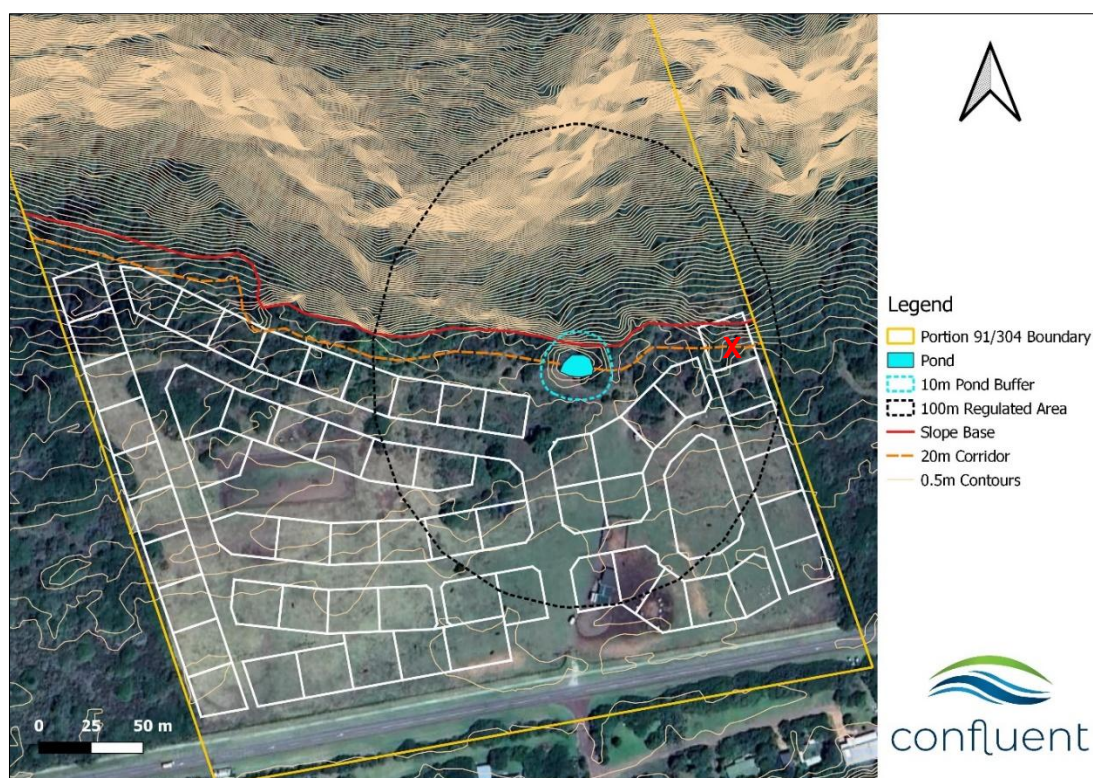 Legend
Portion 91/304 Boundary
Pond
10m Pond Buffer
100m Regulated Area
Slope Base
20m Corridor
0.5m Contours
X
0 25 50 m
confluent